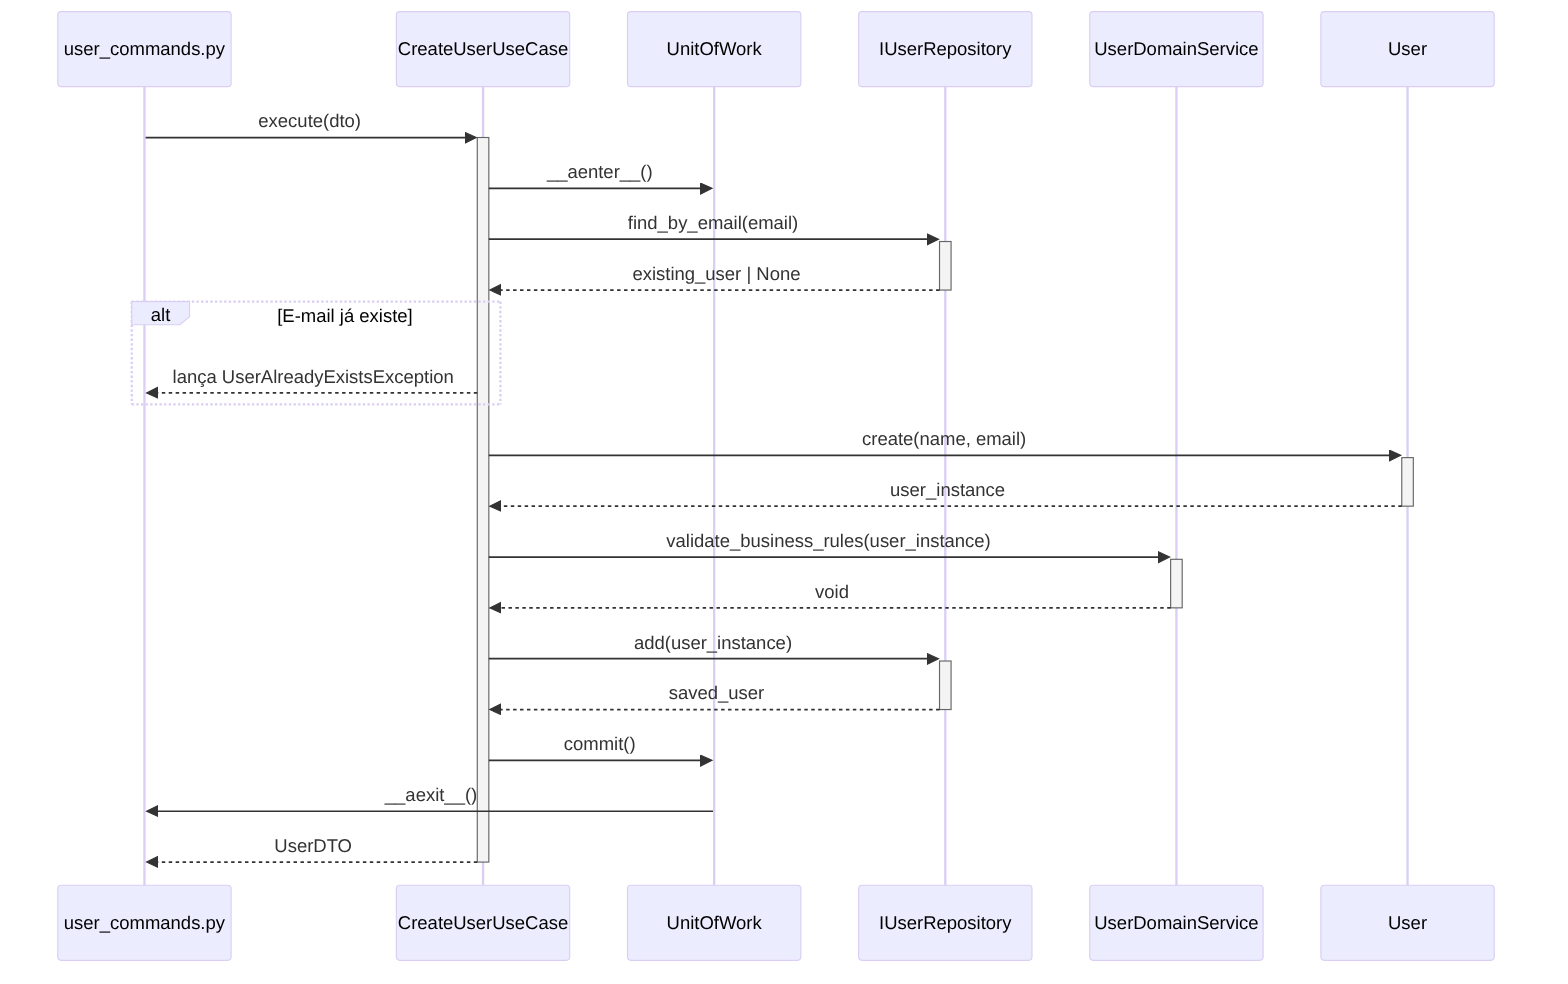 user_commands.py
CreateUserUseCase
UnitOfWork
IUserRepository
UserDomainService
User
execute(dto)
__aenter__()
find_by_email(email)
existing_user | None
alt
[E-mail já existe]
lança UserAlreadyExistsException
create(name, email)
user_instance
validate_business_rules(user_instance)
void
add(user_instance)
saved_user
commit()
__aexit__()
UserDTO
user_commands.py
CreateUserUseCase
UnitOfWork
IUserRepository
UserDomainService
User